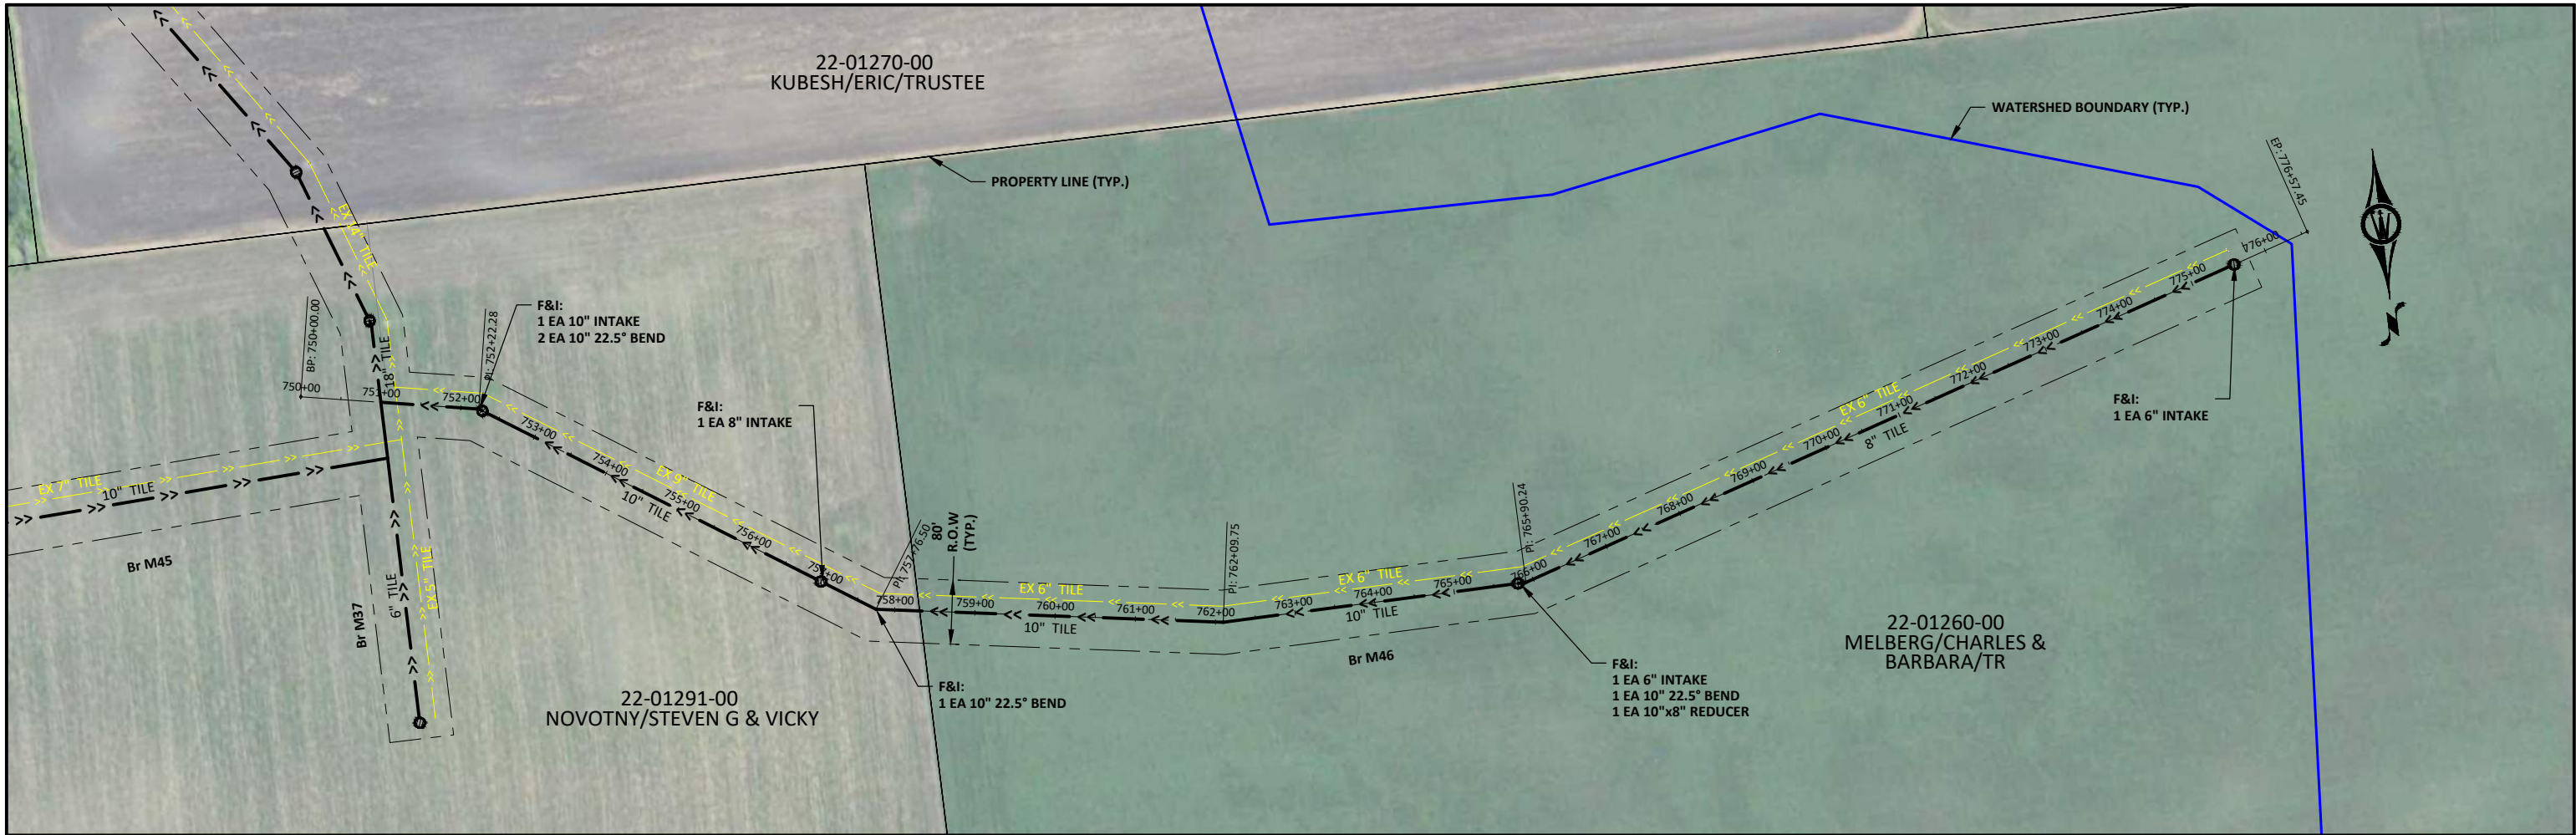 22-01270-00
KUBESH/ERIC/TRUSTEE
WATERSHED BOUNDARY (TYP.)
PROPERTY LINE (TYP.)
EP: 776+57.45
EX 14" TILE
18" TILE
BP: 750+00.00
PI: 752+22.28
F&I:
1 EA 10" INTAKE
2 EA 10" 22.5° BEND
750+00
751+00
752+00
753+00
754+00
755+00
756+00
757+00
758+00
759+00
760+00
761+00
762+00
763+00
764+00
765+00
766+00
767+00
768+00
769+00
770+00
771+00
772+00
773+00
774+00
775+00
776+00
F&I:
1 EA 8" INTAKE
EX 9" TILE
10" TILE
EX 7" TILE
10" TILE
Br M45
Br M37
6" TILE
EX 5" TILE
PI: 757+76.50
80'
R.O.W
(TYP.)
EX 6" TILE
10" TILE
PI: 762+09.75
EX 6" TILE
10" TILE
PI: 765+90.24
EX 6" TILE
8" TILE
F&I:
1 EA 6" INTAKE
Br M46
F&I:
1 EA 10" 22.5° BEND
F&I:
1 EA 6" INTAKE
1 EA 10" 22.5° BEND
1 EA 10"x8" REDUCER
22-01291-00
NOVOTNY/STEVEN G & VICKY
22-01260-00
MELBERG/CHARLES &
BARBARA/TR
N